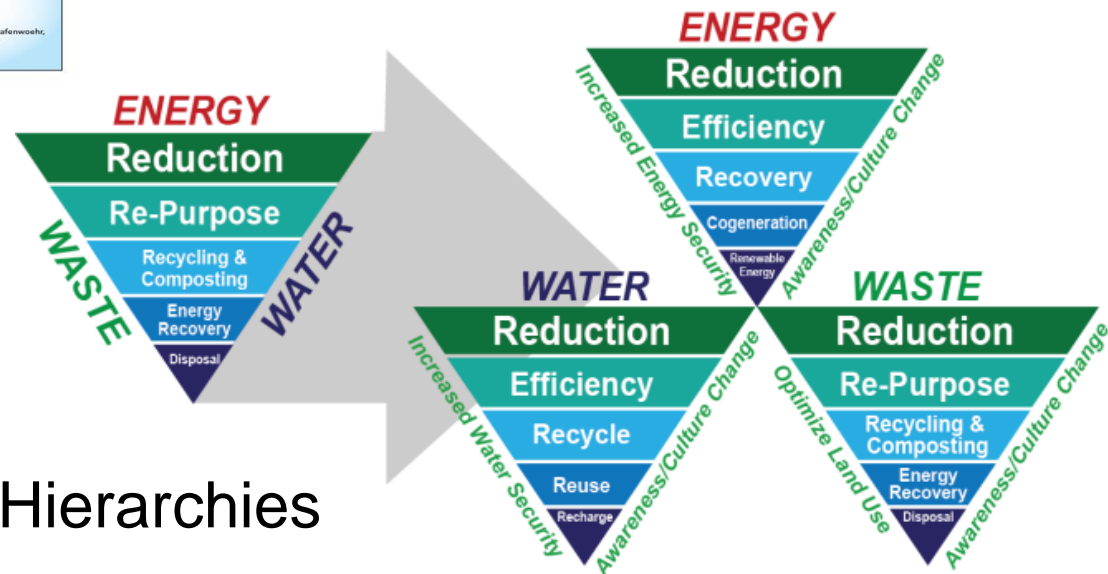 afenwoehr,
ENERGY
Reduction
Re-Purpose
Recycling &
Composting
Energy
Recovery
Disposal
WASTE
WATER
ENERGY
Reduction
Efficiency
Recovery
Cogeneration
Renewable
Energy
Increased Energy Security
Awareness/Culture Change
WATER
Reduction
Efficiency
Recycle
Reuse
Recharge
Increased Water Security
Awareness/Culture Change
WASTE
Reduction
Re-Purpose
Recycling &
Composting
Energy
Recovery
Disposal
Optimize Land Use
Awareness/Culture Change
Hierarchies